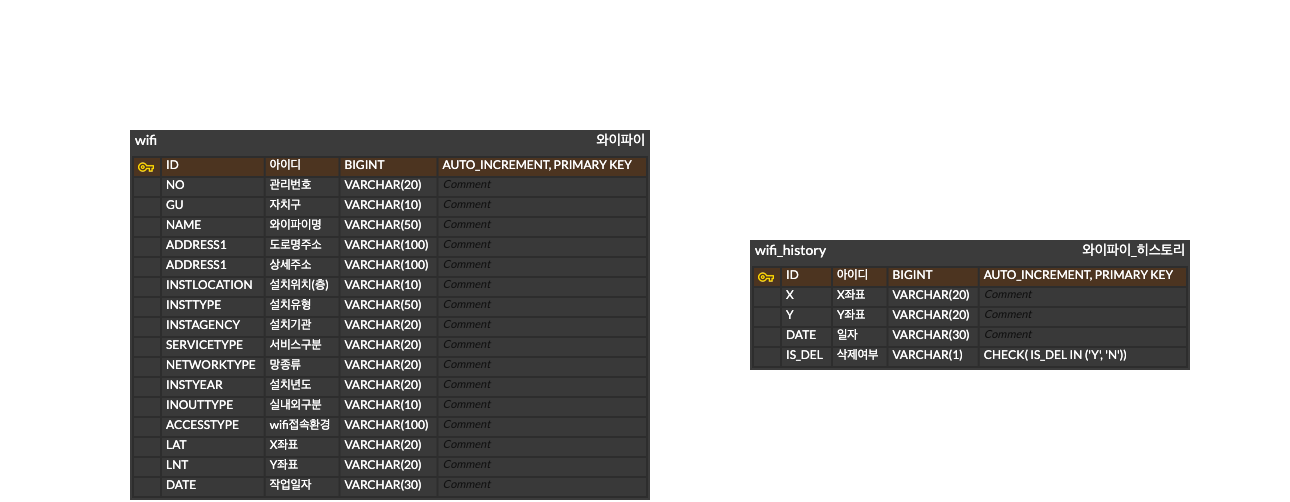 wifi 와이파이
ID 아이디 BIGINT AUTO_INCREMENT, PRIMARY KEY
NO 관리번호 VARCHAR(20) Comment
GU 자치구 VARCHAR(10) Comment
NAME 와이파이명 VARCHAR(50) Comment
ADDRESS1 도로명주소 VARCHAR(100) Comment
ADDRESS1 상세주소 VARCHAR(100) Comment
INSTLOCATION 설치위치(층) VARCHAR(10) Comment
INSTTYPE 설치유형 VARCHAR(50) Comment
INSTAGENCY 설치기관 VARCHAR(20) Comment
SERVICETYPE 서비스구분 VARCHAR(20) Comment
NETWORKTYPE 망종류 VARCHAR(20) Comment
INSTYEAR 설치년도 VARCHAR(20) Comment
INOUTTYPE 실내외구분 VARCHAR(10) Comment
ACCESSTYPE wifi접속환경 VARCHAR(100) Comment
LAT X좌표 VARCHAR(20) Comment
LNT Y좌표 VARCHAR(20) Comment
DATE 작업일자 VARCHAR(30) Comment
wifi_history 와이파이_히스토리
ID 아이디 BIGINT AUTO_INCREMENT, PRIMARY KEY
X X좌표 VARCHAR(20) Comment
Y Y좌표 VARCHAR(20) Comment
DATE 일자 VARCHAR(30) Comment
IS_DEL 삭제여부 VARCHAR(1) CHECK( IS_DEL IN ('Y', 'N'))